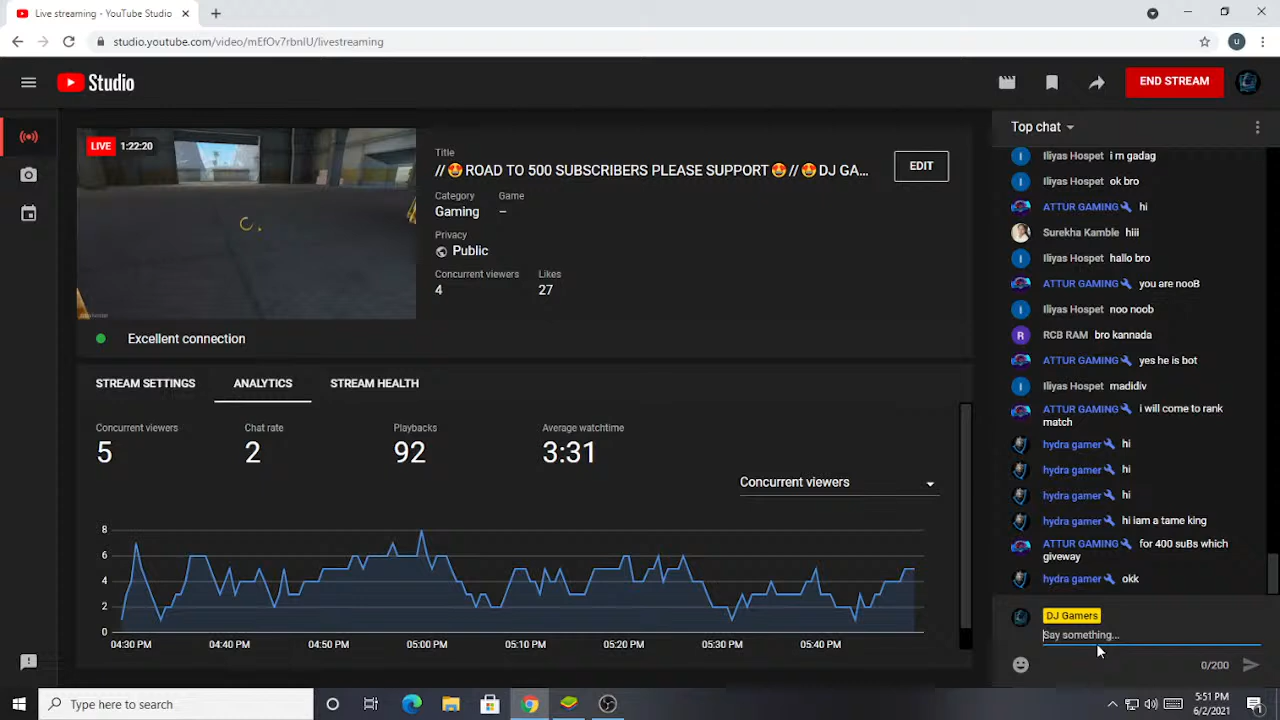 Live streaming - YouTube Studio
studio.youtube.com/video/mEfOv7rbnIU/livestreaming
u
Studio
END STREAM
LIVE 1:22:20
Title
// 🤩 ROAD TO 500 SUBSCRIBERS PLEASE SUPPORT 🤩 // 🤩 DJ GA...
EDIT
Category
Game
Gaming
–
Privacy
Public
Concurrent viewers
Likes
4
27
Excellent connection
STREAM SETTINGS
ANALYTICS
STREAM HEALTH
Concurrent viewers
Chat rate
Playbacks
Average watchtime
5
2
92
3:31
Concurrent viewers
8
6
4
2
0
04:30 PM
04:40 PM
04:50 PM
05:00 PM
05:10 PM
05:20 PM
05:30 PM
05:40 PM
Top chat
I Iliyas Hospet i m gadag
I Iliyas Hospet ok bro
ATTUR GAMING hi
Surekha Kamble hiii
I Iliyas Hospet hallo bro
ATTUR GAMING you are nooB
I Iliyas Hospet noo noob
R RCB RAM bro kannada
ATTUR GAMING yes he is bot
I Iliyas Hospet madidiv
ATTUR GAMING i will come to rank
match
hydra gamer hi
hydra gamer hi
hydra gamer hi
hydra gamer hi iam a tame king
ATTUR GAMING for 400 suBs which
giveway
hydra gamer okk
DJ Gamers
Say something...
0/200
Type here to search
5:51 PM
6/2/2021
1